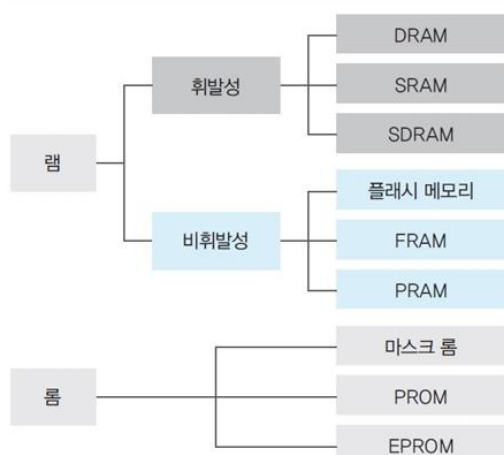 램
휘발성
DRAM
SRAM
SDRAM
비휘발성
플래시 메모리
FRAM
PRAM
롬
마스크 롬
PROM
EPROM